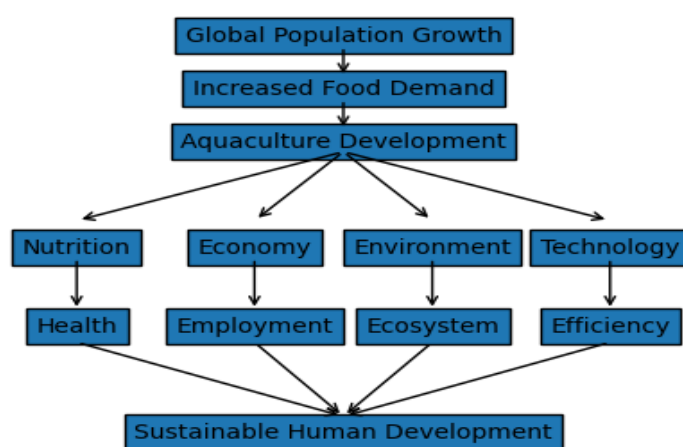 Global Population Growth
Increased Food Demand
Aquaculture Development
Nutrition
Economy
Environment
Technology
Health
Employment
Ecosystem
Efficiency
Sustainable Human Development